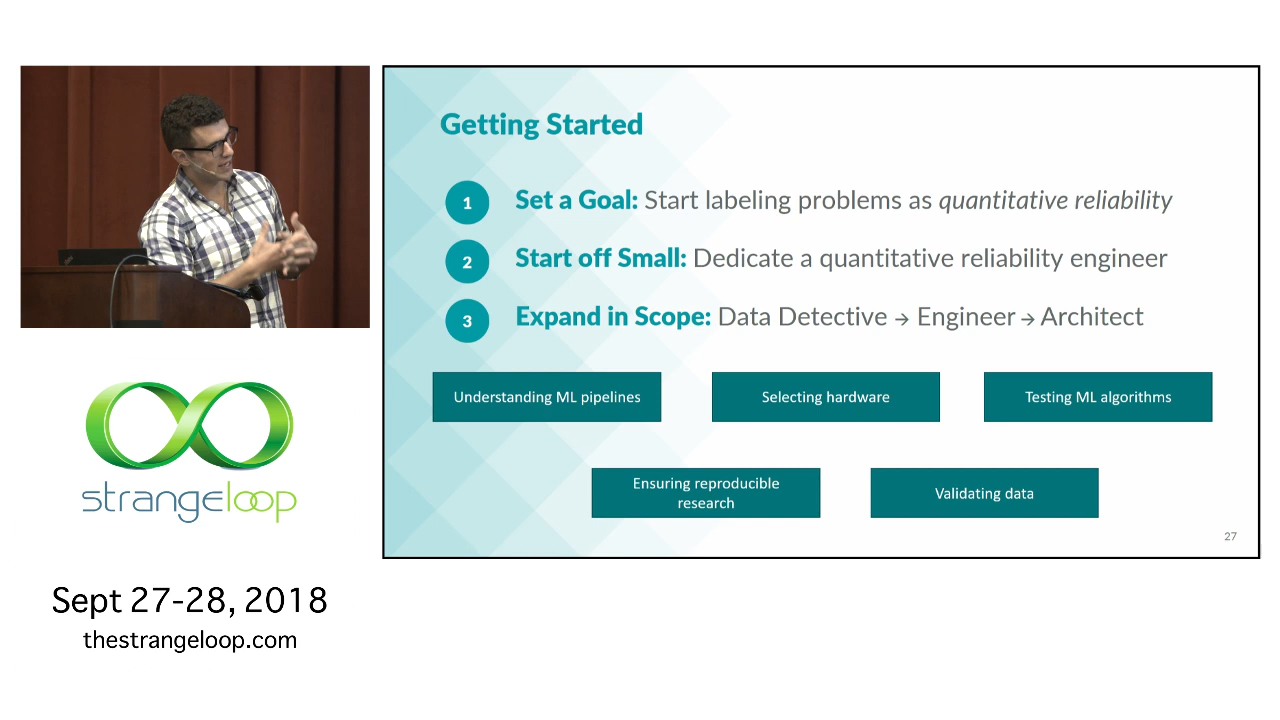 Getting Started
1 Set a Goal: Start labeling problems as quantitative reliability
2 Start off Small: Dedicate a quantitative reliability engineer
3 Expand in Scope: Data Detective → Engineer → Architect
Understanding ML pipelines
Selecting hardware
Testing ML algorithms
Ensuring reproducible
research
Validating data
27
strangeloop
Sept 27-28, 2018
thestrangeloop.com